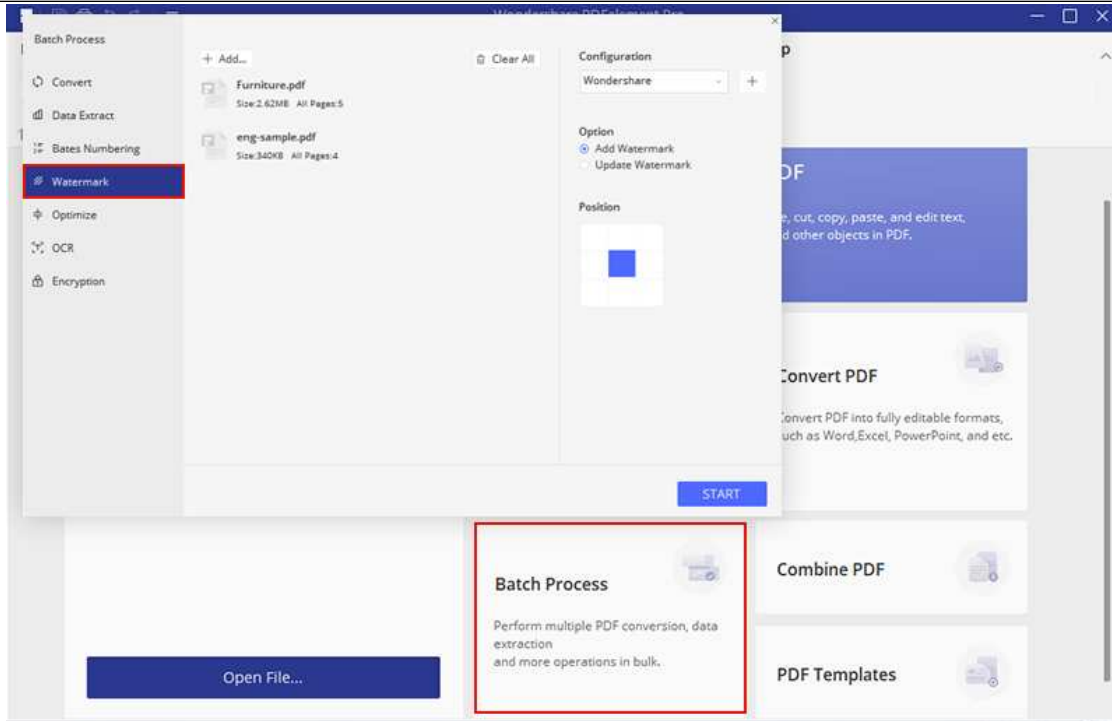 Wondershare PDFelement Pro
Batch Process
Convert
Data Extract
Bates Numbering
Watermark
Optimize
OCR
Encryption
+ Add...
Clear All
Furniture.pdf
Size:2.62MB All Pages:5
eng-sample.pdf
Size:340KB All Pages:4
Configuration
Wondershare
+
Option
Add Watermark
Update Watermark
Position
START
p
DF
e, cut, copy, paste, and edit text,
d other objects in PDF.
Convert PDF
Convert PDF into fully editable formats,
uch as Word,Excel, PowerPoint, and etc.
Batch Process
Perform multiple PDF conversion, data
extraction
and more operations in bulk.
Combine PDF
PDF Templates
Open File...